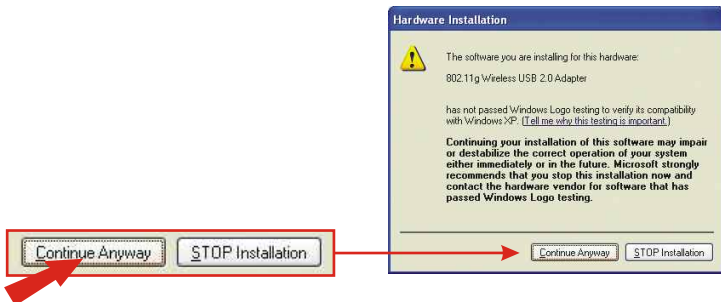 Hardware Installation
The software you are installing for this hardware:
802.11g Wireless USB 2.0 Adapter
has not passed Windows Logo testing to verify its compatibility
with Windows XP. (Tell me why this testing is important.)
Continuing your installation of this software may impair
or destabilize the correct operation of your system
either immediately or in the future. Microsoft strongly
recommends that you stop this installation now and
contact the hardware vendor for software that has
passed Windows Logo testing.
Continue Anyway STOP Installation
Continue Anyway STOP Installation